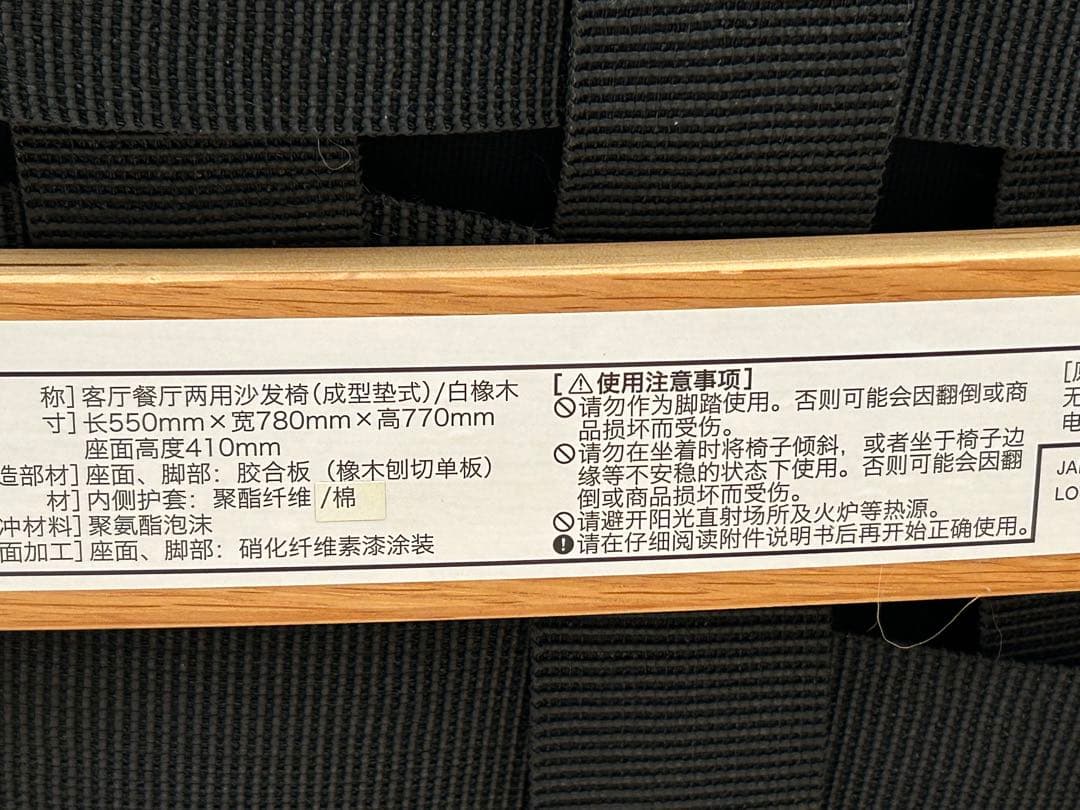 称] 客厅餐厅两用沙发椅(成型垫式)/白橡木
寸] 长550mm×宽780mm×高770mm
座面高度410mm
造部材] 座面、脚部：胶合板（橡木刨切单板）
材] 内侧护套：聚酯纤维/棉
冲材料] 聚氨酯泡沫
面加工] 座面、脚部：硝化纤维素漆涂装
[⚠使用注意事项]
请勿作为脚踏使用。否则可能会因翻倒或商
品损坏而受伤。
请勿在坐着时将椅子倾斜，或者坐于椅子边
缘等不安稳的状态下使用。否则可能会因翻
倒或商品损坏而受伤。
请避开阳光直射场所及火炉等热源。
请在仔细阅读附件说明书后再开始正确使用。
无
电
JA
LO